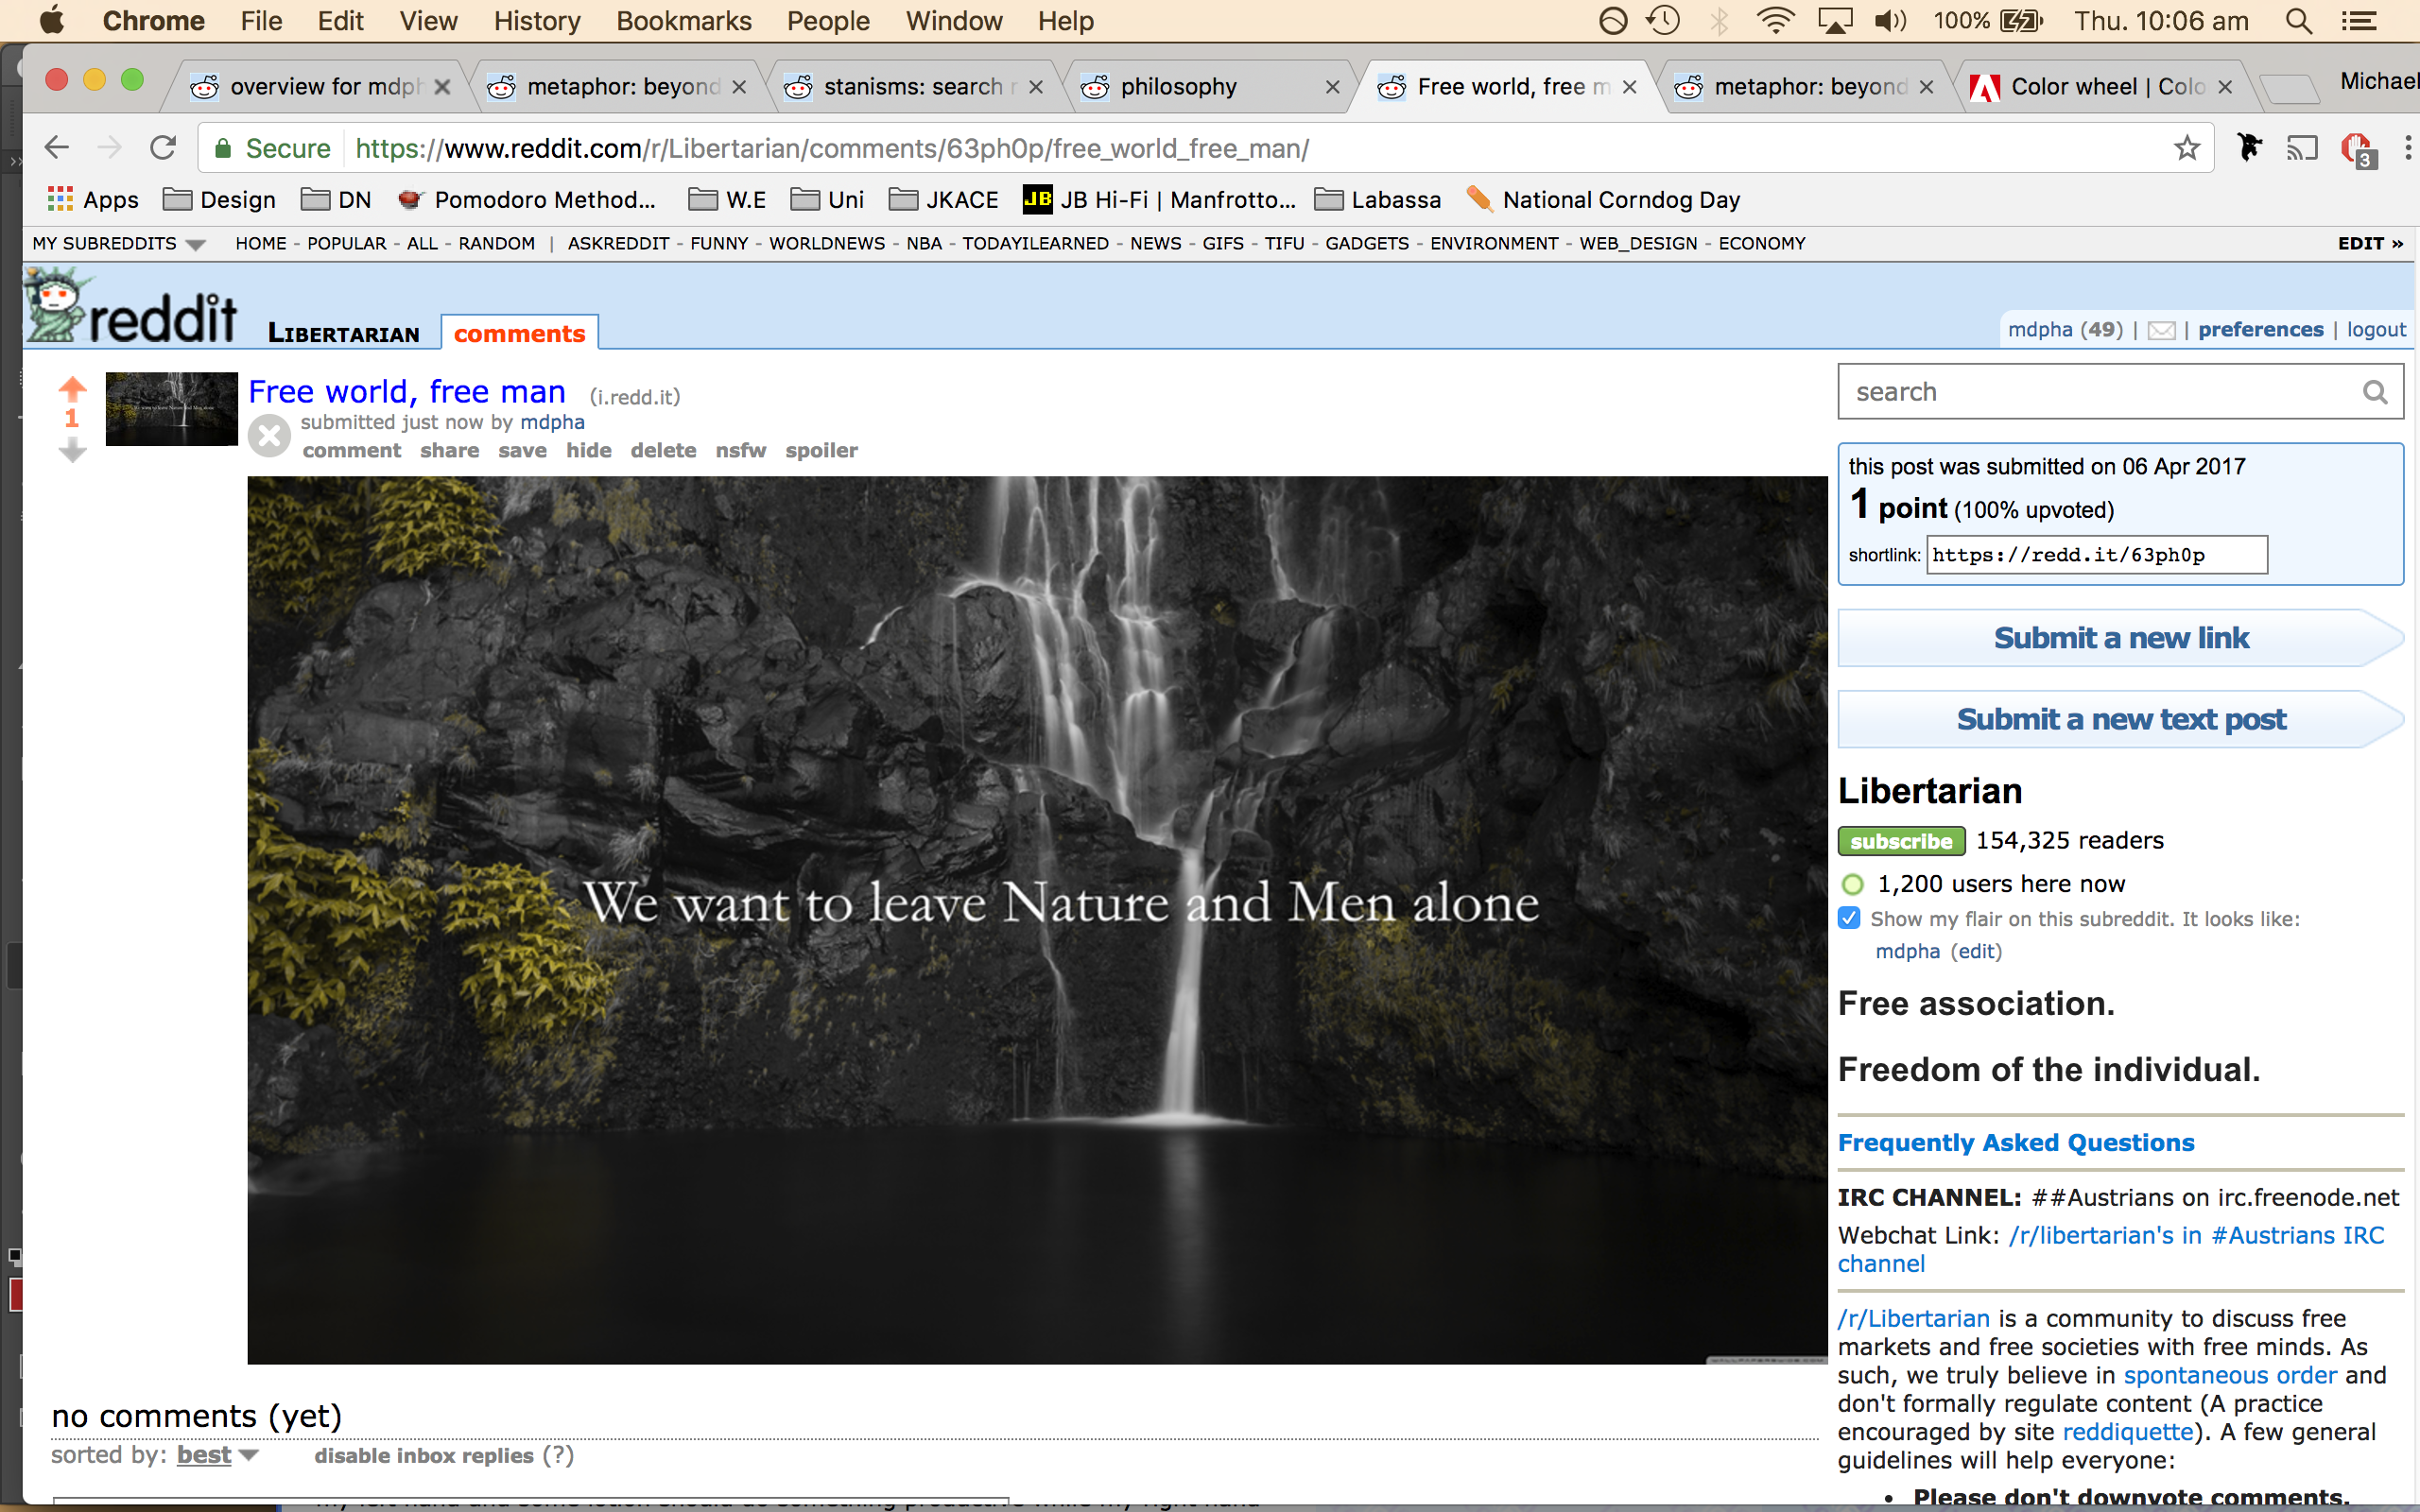 Chrome File Edit View History Bookmarks People Window Help 100% Thu. 10:06 am
overview for mdph metaphor: beyond stanisms: search r philosophy Free world, free m metaphor: beyond Color wheel | Colo Michael
Secure https://www.reddit.com/r/Libertarian/comments/63ph0p/free_world_free_man/ 3
Apps Design DN Pomodoro Method... W.E Uni JKACE JB JB Hi-Fi | Manfrotto... Labassa National Corndog Day
MY SUBREDDITS HOME - POPULAR - ALL - RANDOM | ASKREDDIT - FUNNY - WORLDNEWS - NBA - TODAYILEARNED - NEWS - GIFS - TIFU - GADGETS - ENVIRONMENT - WEB_DESIGN - ECONOMY EDIT »
reddit LIBERTARIAN comments mdpha (49) | preferences | logout
1
Free world, free man (i.redd.it)
submitted just now by mdpha
comment share save hide delete nsfw spoiler
We want to leave Nature and Men alone
no comments (yet)
sorted by: best disable inbox replies (?)
search
this post was submitted on 06 Apr 2017
1 point (100% upvoted)
shortlink: https://redd.it/63ph0p
Submit a new link
Submit a new text post
Libertarian
subscribe 154,325 readers
1,200 users here now
Show my flair on this subreddit. It looks like:
mdpha (edit)
Free association.
Freedom of the individual.
Frequently Asked Questions
IRC CHANNEL: ##Austrians on irc.freenode.net
Webchat Link: /r/libertarian's in #Austrians IRC
channel
/r/Libertarian is a community to discuss free
markets and free societies with free minds. As
such, we truly believe in spontaneous order and
don't formally regulate content (A practice
encouraged by site reddiquette). A few general
guidelines will help everyone:
• Please don't downvote comments.